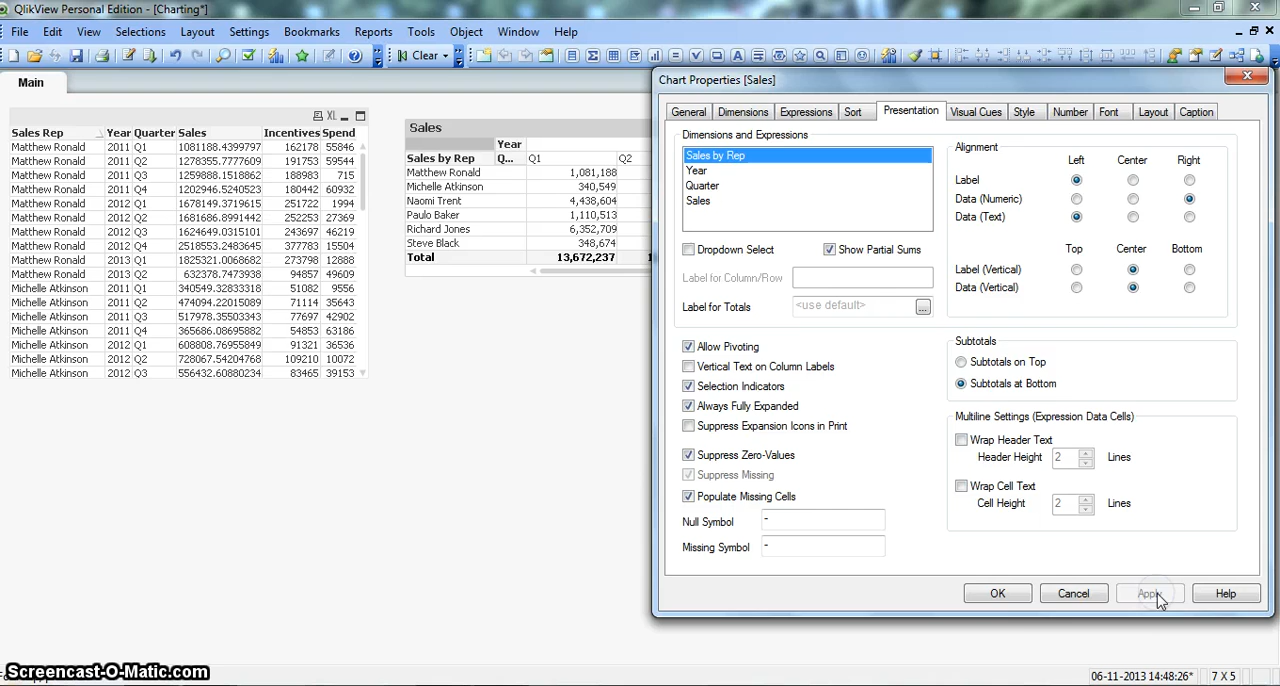 QlikView Personal Edition - [Charting*]
File Edit View Selections Layout Settings Bookmarks Reports Tools Object Window Help
Clear
Main
XL
Sales Rep Year Quarter Sales Incentives Spend
Matthew Ronald 2011 Q1 1081188.4399797 162178 55846
Matthew Ronald 2011 Q2 1278355.7777609 191753 59544
Matthew Ronald 2011 Q3 1259888.1518862 188983 715
Matthew Ronald 2011 Q4 1202946.5240523 180442 60932
Matthew Ronald 2012 Q1 1678149.3719615 251722 1994
Matthew Ronald 2012 Q2 1681686.8991442 252253 27369
Matthew Ronald 2012 Q3 1624649.0315101 243697 46219
Matthew Ronald 2012 Q4 2518553.2483645 377783 15504
Matthew Ronald 2013 Q1 1825321.0068682 273798 12888
Matthew Ronald 2013 Q2 632378.7473938 94857 49609
Michelle Atkinson 2011 Q1 340549.32833318 51082 9556
Michelle Atkinson 2011 Q2 474094.22015089 71114 35643
Michelle Atkinson 2011 Q3 517978.35503343 77697 42902
Michelle Atkinson 2011 Q4 365686.08695882 54853 63186
Michelle Atkinson 2012 Q1 608808.76955941 91321 36536
Michelle Atkinson 2012 Q2 728067.54204768 109210 10072
Michelle Atkinson 2012 Q3 556432.60880234 83465 39153
Sales
Year
Sales by Rep Q... Q1 Q2
Matthew Ronald 1,081,188
Michelle Atkinson 340,549
Naomi Trent 4,438,604
Paulo Baker 1,110,513
Richard Jones 6,352,709
Steve Black 348,674
Total 13,672,237
Chart Properties [Sales]
General Dimensions Expressions Sort Presentation Visual Cues Style Number Font Layout Caption
Dimensions and Expressions
Sales by Rep
Year
Quarter
Sales
Dropdown Select Show Partial Sums
Label for Column/Row
Label for Totals <use default> ...
Allow Pivoting
Vertical Text on Column Labels
Selection Indicators
Always Fully Expanded
Suppress Expansion Icons in Print
Suppress Zero-Values
Suppress Missing
Populate Missing Cells
Null Symbol -
Missing Symbol -
Alignment
Left Center Right
Label
Data (Numeric)
Data (Text)
Top Center Bottom
Label (Vertical)
Data (Vertical)
Subtotals
Subtotals on Top
Subtotals at Bottom
Multiline Settings (Expression Data Cells)
Wrap Header Text
Header Height 2 Lines
Wrap Cell Text
Cell Height 2 Lines
OK Cancel Apply Help
Screencast-O-Matic.com
06-11-2013 14:48:26* 7 X 5